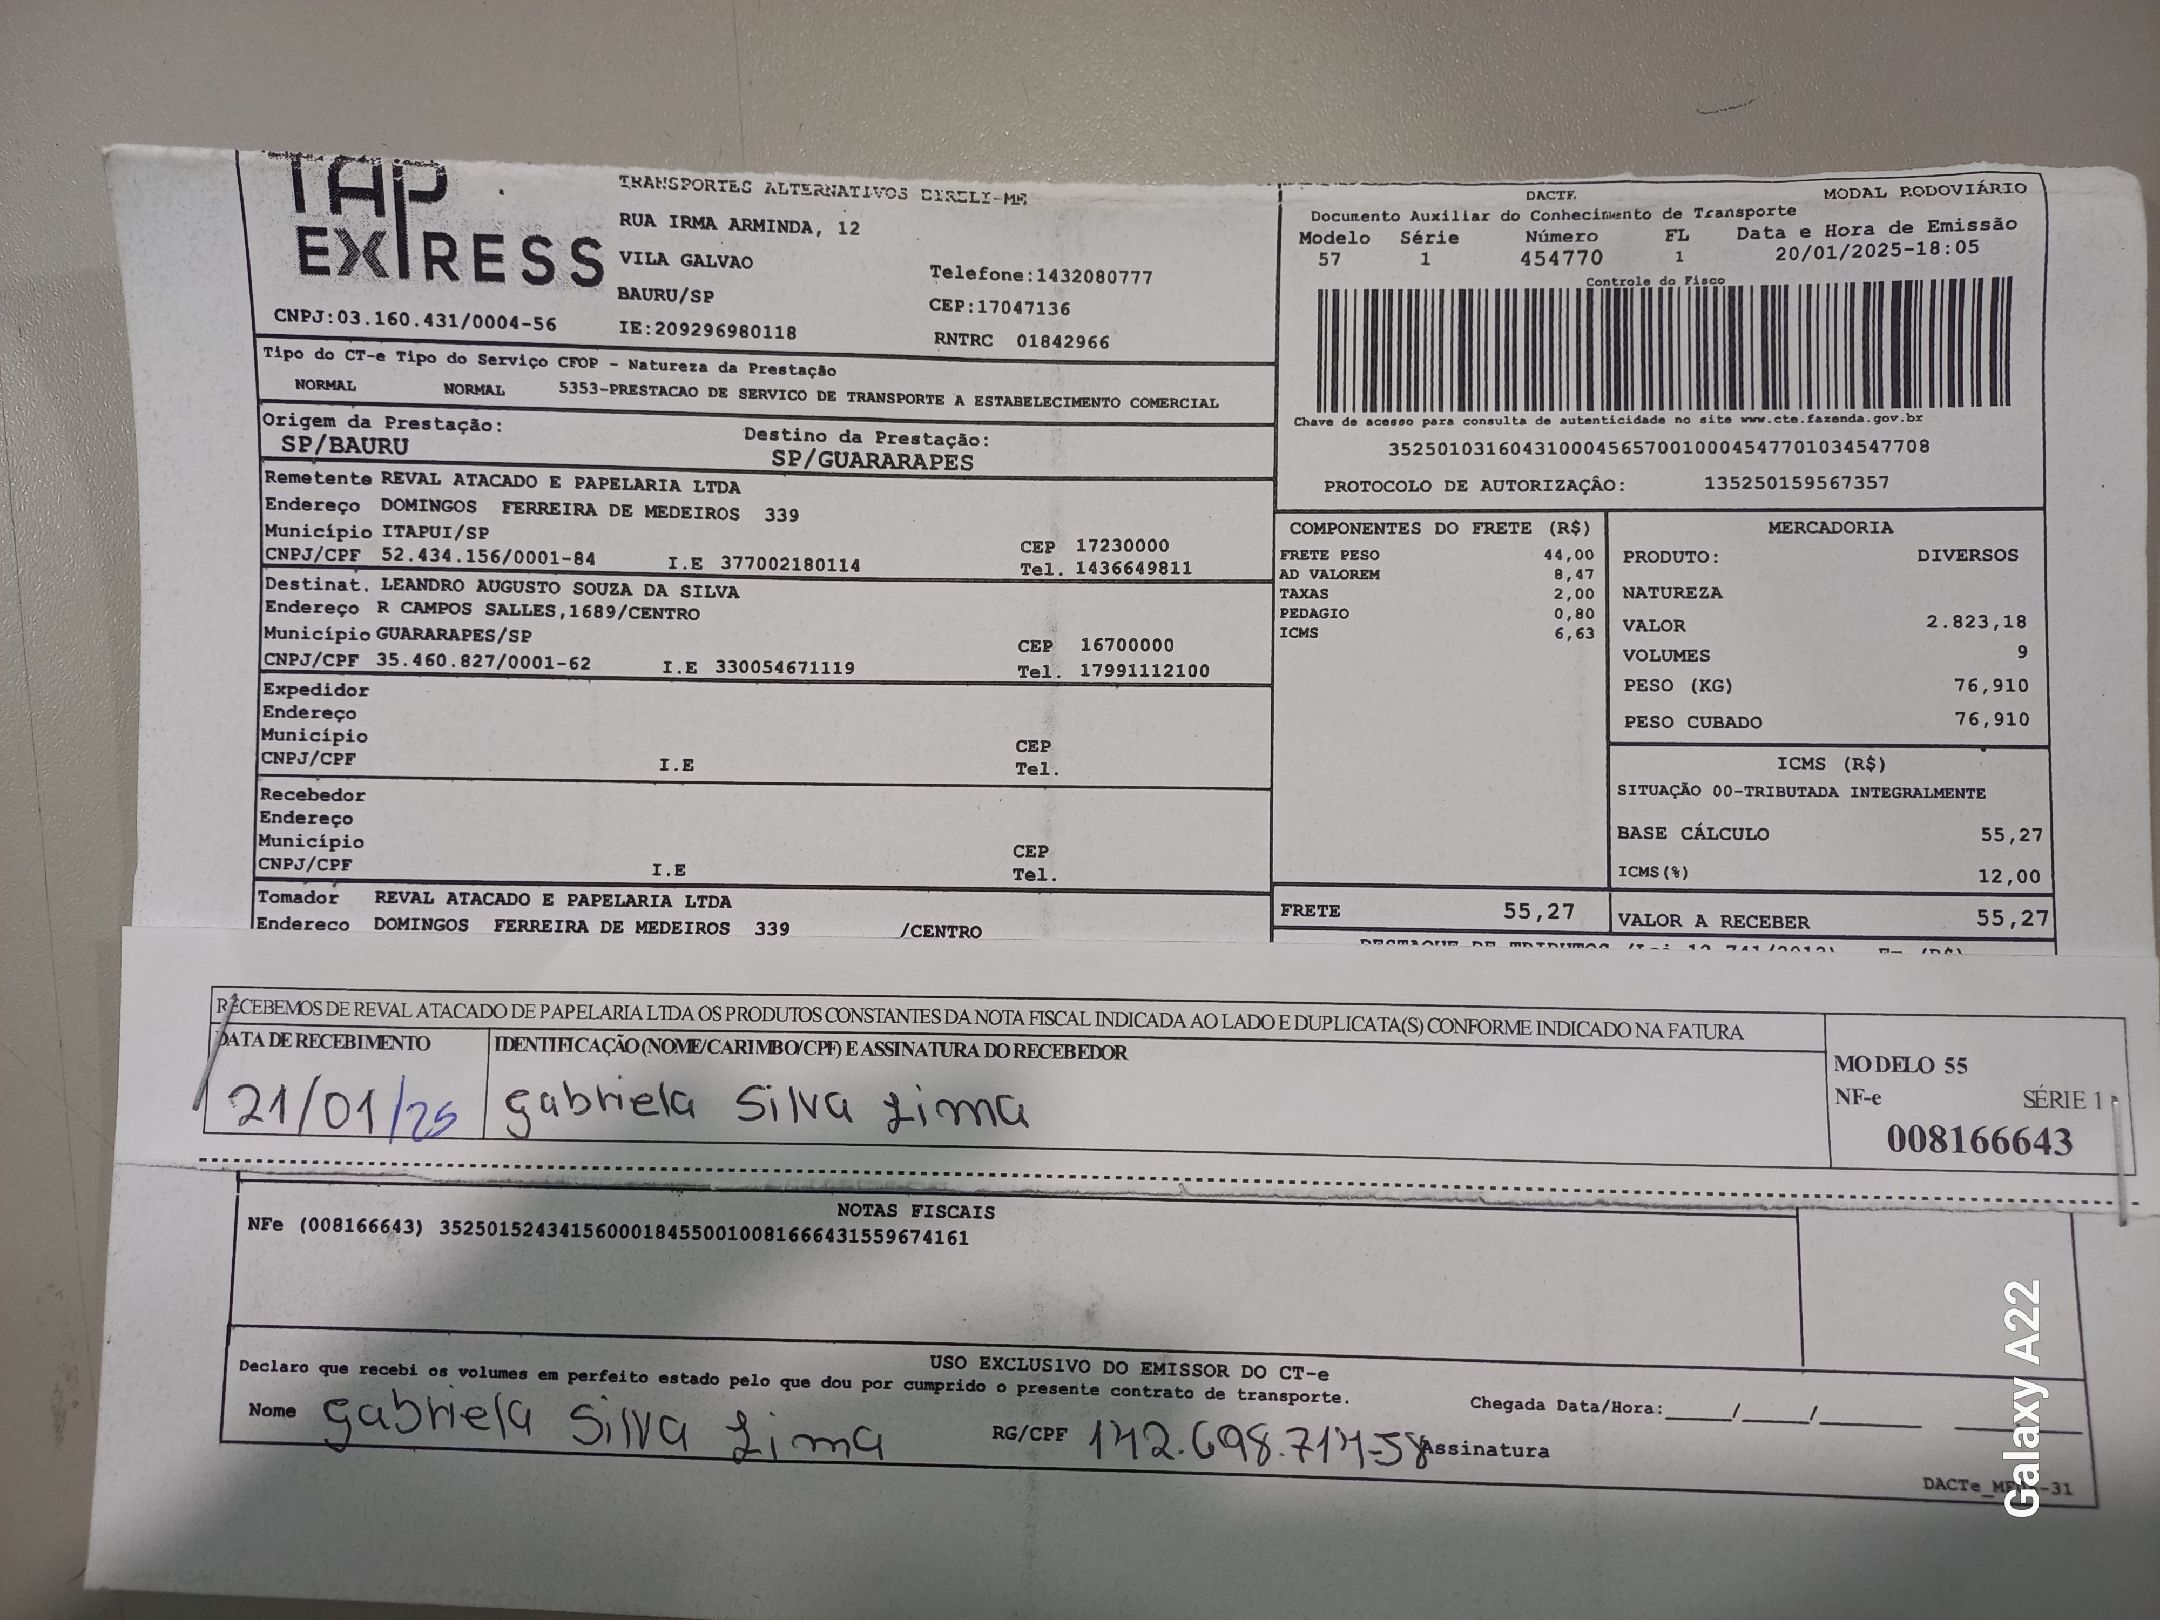 TAP
EXPRESS
TRANSPORTES ALTERNATIVOS EIRELI-ME
RUA IRMA ARMINDA, 12
VILA GALVAO
Telefone:1432080777
BAURU/SP
CEP:17047136
CNPJ:03.160.431/0004-56
IE:209296980118
RNTRC 01842966
DACTE
MODAL RODOVIÁRIO
Documento Auxiliar do Conhecimento de Transporte
Modelo Série Número FL Data e Hora de Emissão
57 1 454770 1 20/01/2025-18:05
Controle do Fisco
Chave de acesso para consulta de autenticidade no site www.cte.fazenda.gov.br
35250103160431000456570010004547701034547708
PROTOCOLO DE AUTORIZAÇÂO: 135250159567357
Tipo do CT-e Tipo do Serviço CFOP - Natureza da Prestação
NORMAL NORMAL 5353-PRESTACAO DE SERVICO DE TRANSPORTE A ESTABELECIMENTO COMERCIAL
Origem da Prestação: Destino da Prestação:
SP/BAURU SP/GUARARAPES
Remetente REVAL ATACADO E PAPELARIA LTDA
Endereço DOMINGOS FERREIRA DE MEDEIROS 339
Município ITAPUI/SP CEP 17230000
CNPJ/CPF 52.434.156/0001-84 I.E 377002180114 Tel. 1436649811
Destinat. LEANDRO AUGUSTO SOUZA DA SILVA
Endereço R CAMPOS SALLES,1689/CENTRO
Município GUARARAPES/SP CEP 16700000
CNPJ/CPF 35.460.827/0001-62 I.E 330054671119 Tel. 17991112100
Expedidor
Endereço
Município CEP
CNPJ/CPF I.E Tel.
Recebedor
Endereço
Município CEP
CNPJ/CPF I.E Tel.
Tomador REVAL ATACADO E PAPELARIA LTDA
Endereco DOMINGOS FERREIRA DE MEDEIROS 339 /CENTRO
COMPONENTES DO FRETE (R$)
FRETE PESO 44,00
AD VALOREM 8,47
TAXAS 2,00
PEDAGIO 0,80
ICMS 6,63
MERCADORIA
PRODUTO: DIVERSOS
NATUREZA
VALOR 2.823,18
VOLUMES 9
PESO (KG) 76,910
PESO CUBADO 76,910
ICMS (R$)
SITUAÇÃO 00-TRIBUTADA INTEGRALMENTE
BASE CÁLCULO 55,27
ICMS(%) 12,00
FRETE 55,27 VALOR A RECEBER 55,27
DESTAQUE DE TRIBUTOS (Lei 12.741/2012) Em (R$)
RECEBEMOS DE REVAL ATACADO DE PAPELARIA LTDA OS PRODUTOS CONSTANTES DA NOTA FISCAL INDICADA AO LADO E DUPLICATA(S) CONFORME INDICADO NA FATURA
DATA DE RECEBIMENTO IDENTIFICAÇÃO (NOME/CARIMBO/CPF) E ASSINATURA DO RECEBEDOR
21/01/25 gabriela Silva Lima
MODELO 55
NF-e SÉRIE 1
008166643
NOTAS FISCAIS
NFe (008166643) 35250152434156000184550010081666431559674161
USO EXCLUSIVO DO EMISSOR DO CT-e
Declaro que recebi os volumes em perfeito estado pelo que dou por cumprido o presente contrato de transporte.
Chegada Data/Hora:____/____/________
Nome gabriela Silva Lima RG/CPF 142.698.714-58 Assinatura
Galaxy A22